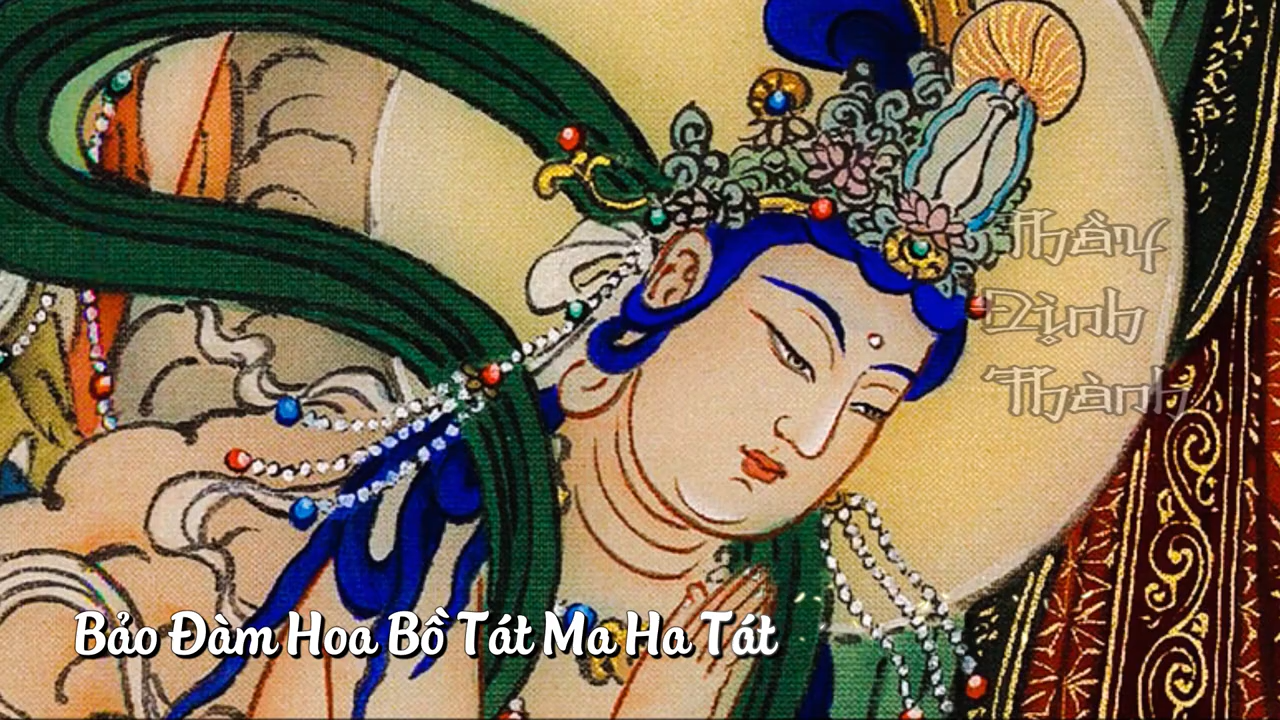 Thầy
Định
Thành
Bảo Đàm Hoa Bồ Tát Ma Ha Tát